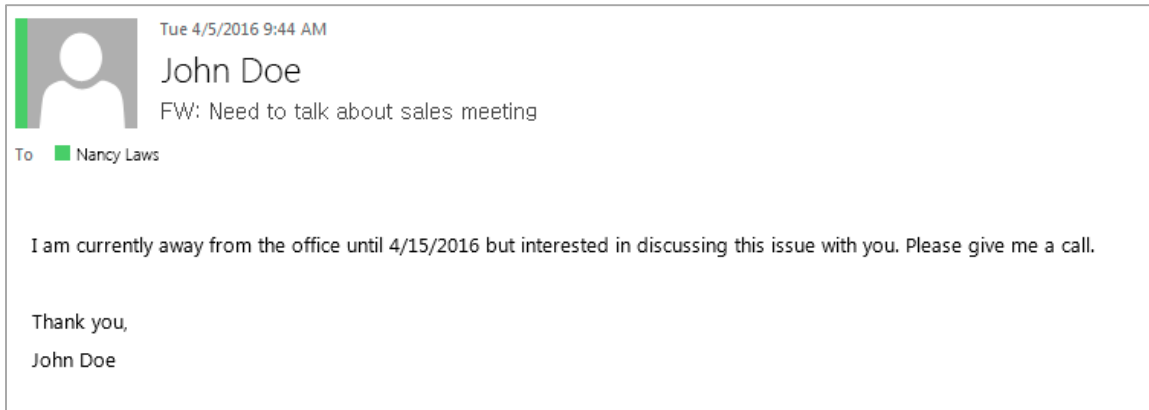 Tue 4/5/2016 9:44 AM
John Doe
FW: Need to talk about sales meeting
To Nancy Laws
I am currently away from the office until 4/15/2016 but interested in discussing this issue with you. Please give me a call.
Thank you,
John Doe